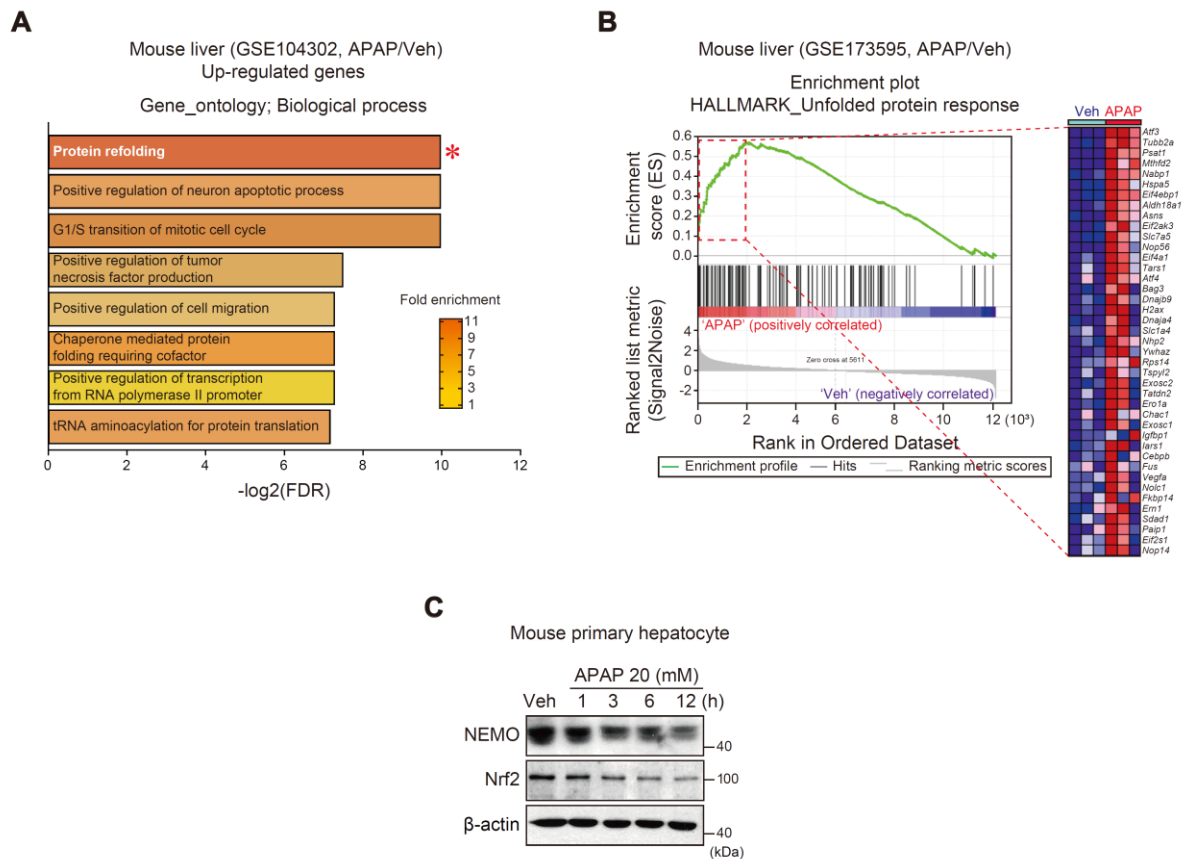 A
Mouse liver (GSE104302, APAP/Veh)
Up-regulated genes
Gene_ontology; Biological process
Protein refolding
*
Positive regulation of neuron apoptotic process
G1/S transition of mitotic cell cycle
Positive regulation of tumor
necrosis factor production
Positive regulation of cell migration
Chaperone mediated protein
folding requiring cofactor
Positive regulation of transcription
from RNA polymerase II promoter
tRNA aminoacylation for protein translation
Fold enrichment
11
9
7
5
3
1
0 2 4 6 8 10 12
-log2(FDR)
B
Mouse liver (GSE173595, APAP/Veh)
Enrichment plot
HALLMARK_Unfolded protein response
Enrichment
score (ES)
0.6
0.5
0.4
0.3
0.2
0.1
0.0
'APAP' (positively correlated)
Zero cross at 5611
'Veh' (negatively correlated)
Ranked list metric
(Signal2Noise)
4
2
0
-2
0 2 4 6 8 10 12 (10³)
Rank in Ordered Dataset
Enrichment profile Hits Ranking metric scores
Veh APAP
Atf3
Tubb2a
Psat1
Mthfd2
Nabp1
Hspa5
Eif4ebp1
Aldh18a1
Asns
Eif2ak3
Slc7a5
Nop56
Eif4a1
Tars1
Atf4
Bag3
Dnajb9
H2ax
Dnaja4
Slc1a4
Nhp2
Ywhaz
Rps14
Tspyl2
Exosc2
Tatdn2
Ero1a
Chac1
Exosc1
Igfbp1
Iars1
Cebpb
Fus
Vegfa
Nolc1
Fkbp14
Ern1
Sdad1
Paip1
Eif2s1
Nop14
C
Mouse primary hepatocyte
APAP 20 (mM)
Veh 1 3 6 12 (h)
NEMO
40
Nrf2
100
β-actin
40
(kDa)